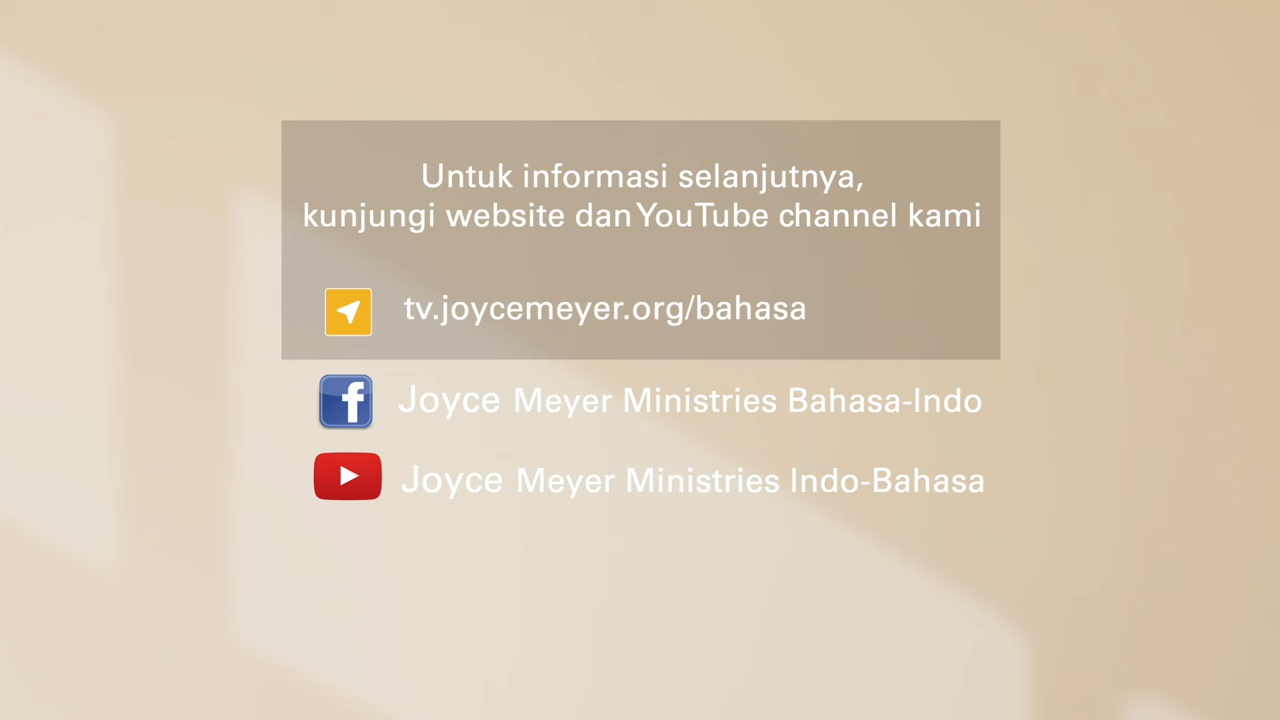 Untuk informasi selanjutnya,
kunjungi website dan YouTube channel kami
tv.joycemeyer.org/bahasa
f Joyce Meyer Ministries Bahasa-Indo
Joyce Meyer Ministries Indo-Bahasa